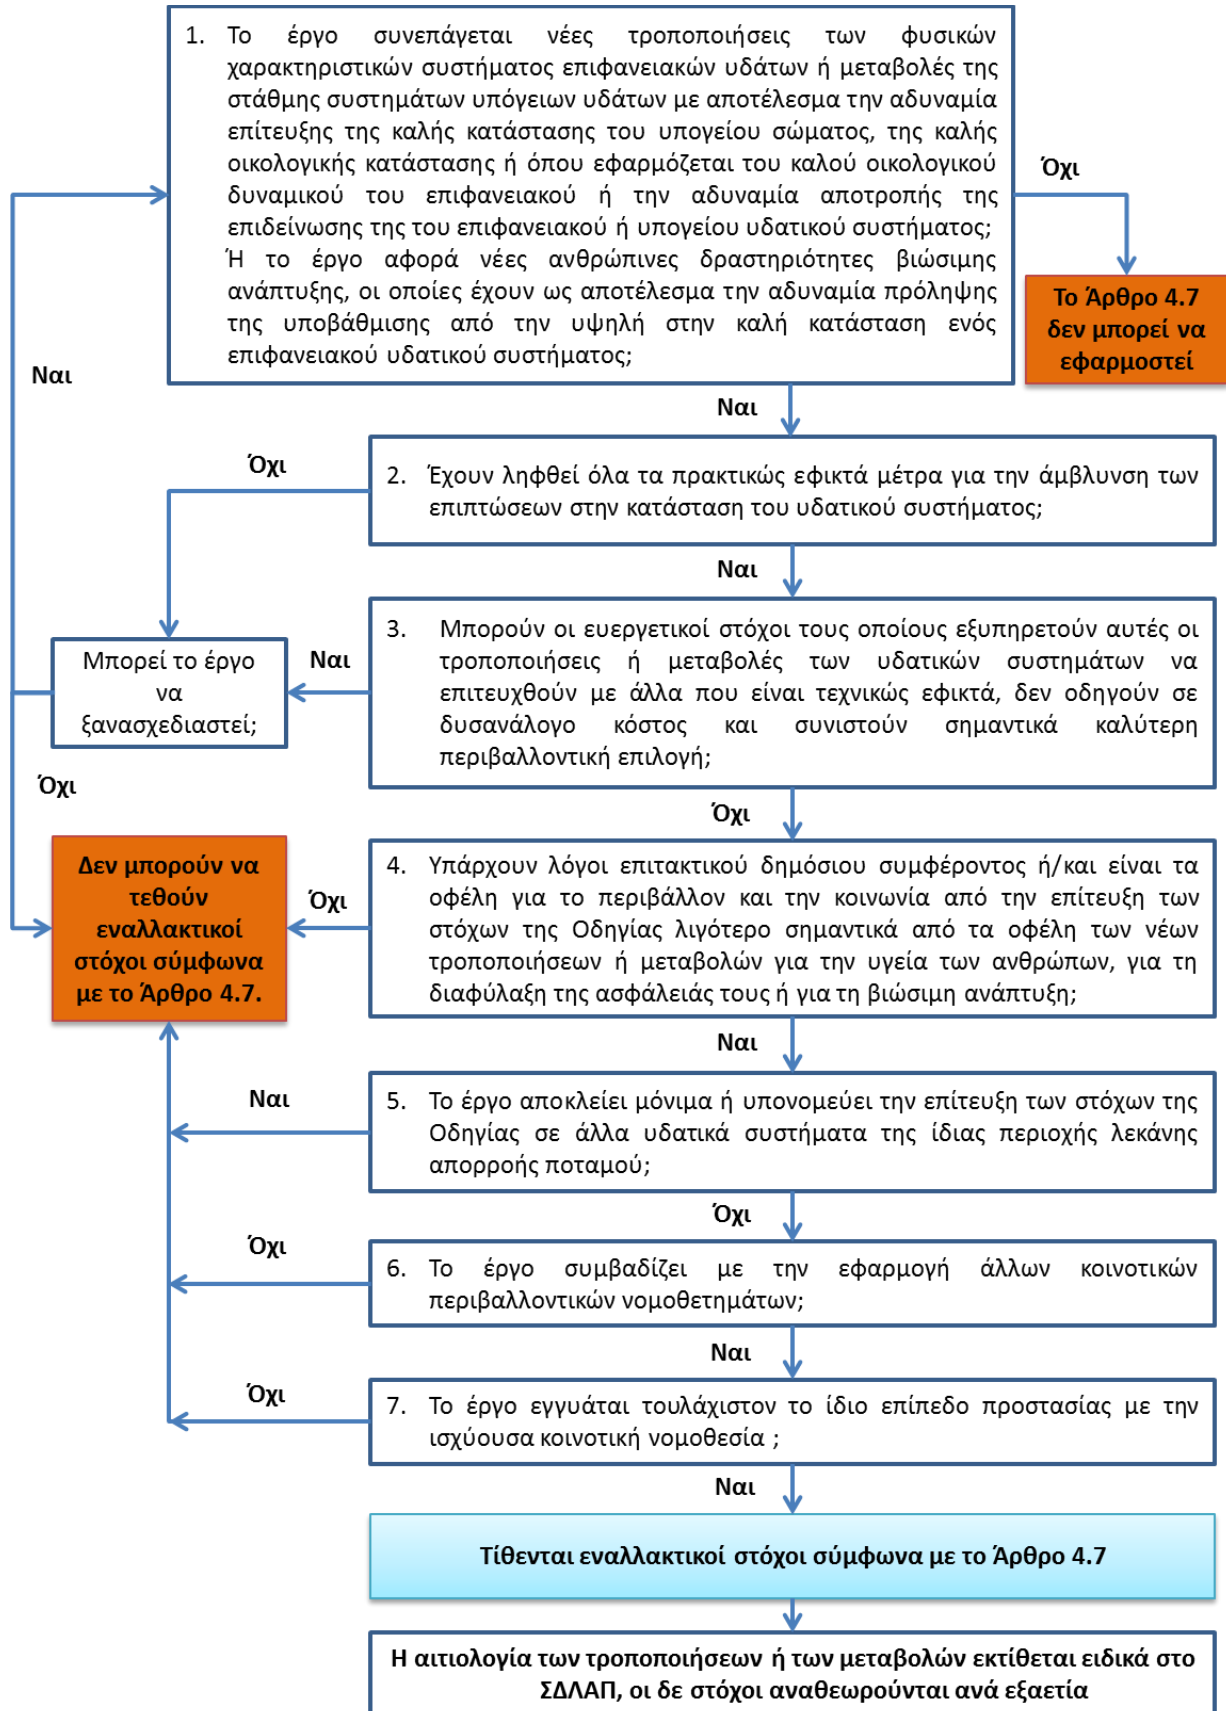 1. Το έργο συνεπάγεται νέες τροποποιήσεις των φυσικών
χαρακτηριστικών συστήματος επιφανειακών υδάτων ή μεταβολές της
στάθμης συστημάτων υπόγειων υδάτων με αποτέλεσμα την αδυναμία
επίτευξης της καλής κατάστασης του υπογείου σώματος, της καλής
οικολογικής κατάστασης ή όπου εφαρμόζεται του καλού οικολογικού
δυναμικού του επιφανειακού ή την αδυναμία αποτροπής της
επιδείνωσης της του επιφανειακού ή υπογείου υδατικού συστήματος;
Ή το έργο αφορά νέες ανθρώπινες δραστηριότητες βιώσιμης
ανάπτυξης, οι οποίες έχουν ως αποτέλεσμα την αδυναμία πρόληψης
της υποβάθμισης από την υψηλή στην καλή κατάσταση ενός
επιφανειακού υδατικού συστήματος;
Όχι
Το Άρθρο 4.7
δεν μπορεί να
εφαρμοστεί
Ναι
Ναι
Όχι
2. Έχουν ληφθεί όλα τα πρακτικώς εφικτά μέτρα για την άμβλυνση των
επιπτώσεων στην κατάσταση του υδατικού συστήματος;
Ναι
3. Μπορούν οι ευεργετικοί στόχοι τους οποίους εξυπηρετούν αυτές οι
τροποποιήσεις ή μεταβολές των υδατικών συστημάτων να
επιτευχθούν με άλλα που είναι τεχνικώς εφικτά, δεν οδηγούν σε
δυσανάλογο κόστος και συνιστούν σημαντικά καλύτερη
περιβαλλοντική επιλογή;
Ναι
Μπορεί το έργο
να
ξανασχεδιαστεί;
Όχι
Όχι
Δεν μπορούν να
τεθούν
εναλλακτικοί
στόχοι σύμφωνα
με το Άρθρο 4.7.
Όχι
4. Υπάρχουν λόγοι επιτακτικού δημόσιου συμφέροντος ή/και είναι τα
οφέλη για το περιβάλλον και την κοινωνία από την επίτευξη των
στόχων της Οδηγίας λιγότερο σημαντικά από τα οφέλη των νέων
τροποποιήσεων ή μεταβολών για την υγεία των ανθρώπων, για τη
διαφύλαξη της ασφάλειάς τους ή για τη βιώσιμη ανάπτυξη;
Ναι
Ναι
5. Το έργο αποκλείει μόνιμα ή υπονομεύει την επίτευξη των στόχων της
Οδηγίας σε άλλα υδατικά συστήματα της ίδιας περιοχής λεκάνης
απορροής ποταμού;
Όχι
Όχι
6. Το έργο συμβαδίζει με την εφαρμογή άλλων κοινοτικών
περιβαλλοντικών νομοθετημάτων;
Ναι
Όχι
7. Το έργο εγγυάται τουλάχιστον το ίδιο επίπεδο προστασίας με την
ισχύουσα κοινοτική νομοθεσία ;
Ναι
Τίθενται εναλλακτικοί στόχοι σύμφωνα με το Άρθρο 4.7
Η αιτιολογία των τροποποιήσεων ή των μεταβολών εκτίθεται ειδικά στο
ΣΔΛΑΠ, οι δε στόχοι αναθεωρούνται ανά εξαετία